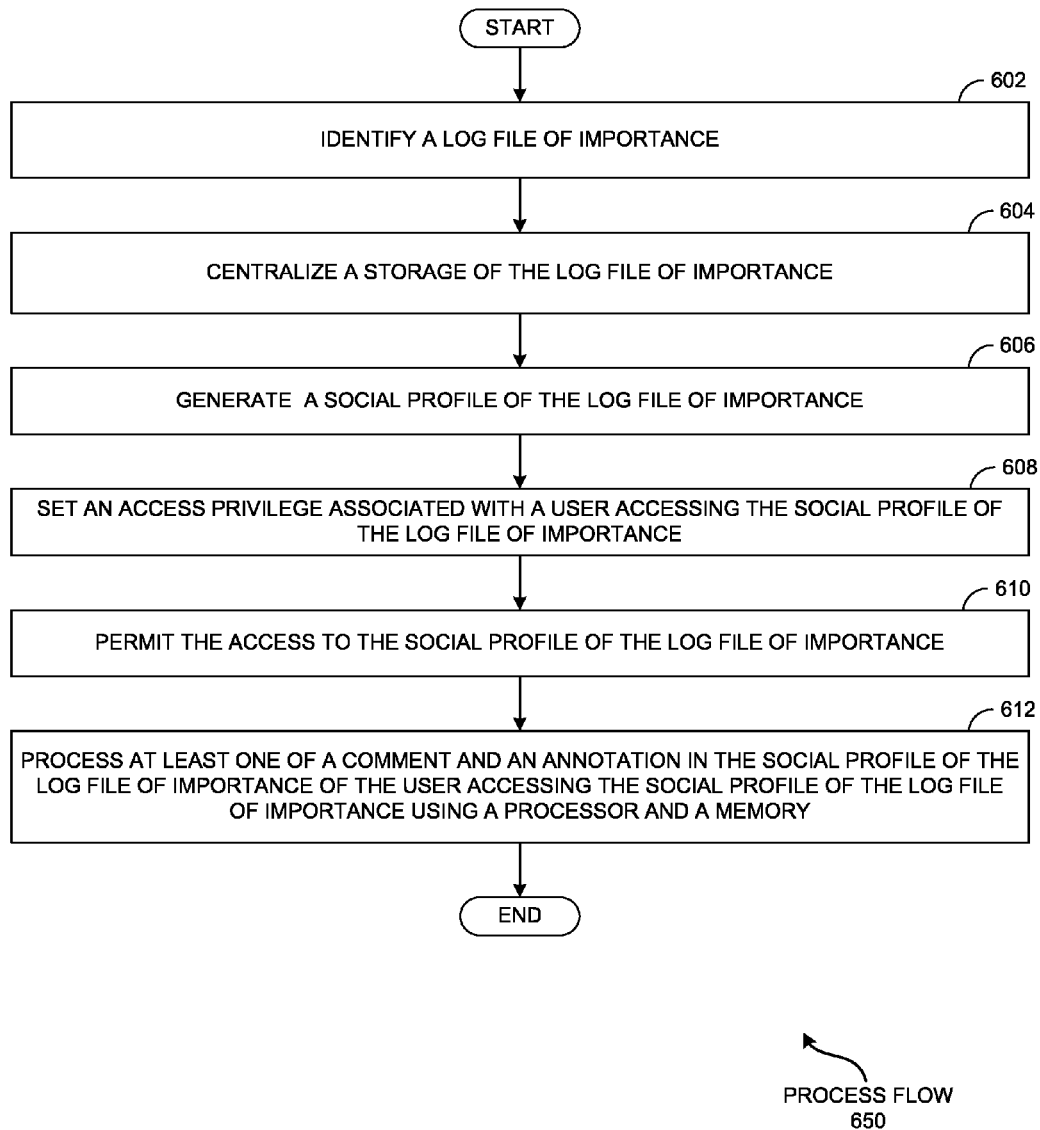 START
602
IDENTIFY A LOG FILE OF IMPORTANCE
604
CENTRALIZE A STORAGE OF THE LOG FILE OF IMPORTANCE
606
GENERATE A SOCIAL PROFILE OF THE LOG FILE OF IMPORTANCE
608
SET AN ACCESS PRIVILEGE ASSOCIATED WITH A USER ACCESSING THE SOCIAL PROFILE OF
THE LOG FILE OF IMPORTANCE
610
PERMIT THE ACCESS TO THE SOCIAL PROFILE OF THE LOG FILE OF IMPORTANCE
612
PROCESS AT LEAST ONE OF A COMMENT AND AN ANNOTATION IN THE SOCIAL PROFILE OF THE
LOG FILE OF IMPORTANCE OF THE USER ACCESSING THE SOCIAL PROFILE OF THE LOG FILE
OF IMPORTANCE USING A PROCESSOR AND A MEMORY
END
PROCESS FLOW
650